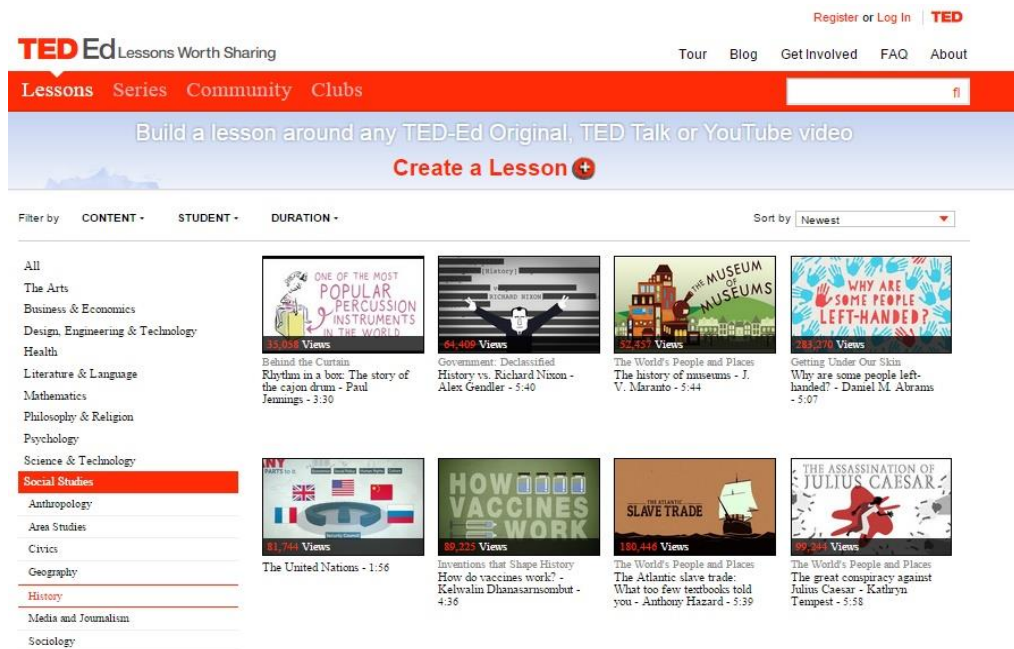 Register or Log In TED
TED Ed Lessons Worth Sharing
Tour Blog Get Involved FAQ About
Lessons Series Community Clubs
fl
Build a lesson around any TED-Ed Original, TED Talk or YouTube video
Create a Lesson +
Filter by CONTENT STUDENT DURATION
Sort by Newest
All
The Arts
Business & Economics
Design, Engineering & Technology
Health
Literature & Language
Mathematics
Philosophy & Religion
Psychology
Science & Technology
Social Studies
Anthropology
Area Studies
Civics
Geography
History
Media and Journalism
Sociology
ONE OF THE MOST
POPULAR
PERCUSSION
INSTRUMENTS
IN THE WORLD
35,058 Views
Behind the Curtain
Rhythm in a box: The story of
the cajon drum - Paul
Jennings - 3:30
[History]
v.
RICHARD NIXON
64,409 Views
Government: Declassified
History vs. Richard Nixon -
Alex Gendler - 5:40
THE MUSEUM
OF
MUSEUMS
52,457 Views
The World's People and Places
The history of museums - J.
V. Maranto - 5:44
WHY ARE
SOME PEOPLE
LEFT-HANDED?
283,270 Views
Getting Under Our Skin
Why are some people left-
handed? - Daniel M. Abrams
- 5:07
ANY
PARTS to it
Security Council
81,744 Views
The United Nations - 1:56
HOW
VACCINES
WORK
89,225 Views
Inventions that Shape History
How do vaccines work? -
Kelwalin Dhanasarnsombut -
4:36
THE ATLANTIC
SLAVE TRADE
180,446 Views
The World's People and Places
The Atlantic slave trade:
What too few textbooks told
you - Anthony Hazard - 5:39
THE ASSASSINATION OF
JULIUS CAESAR
99,244 Views
The World's People and Places
The great conspiracy against
Julius Caesar - Kathryn
Tempest - 5:58